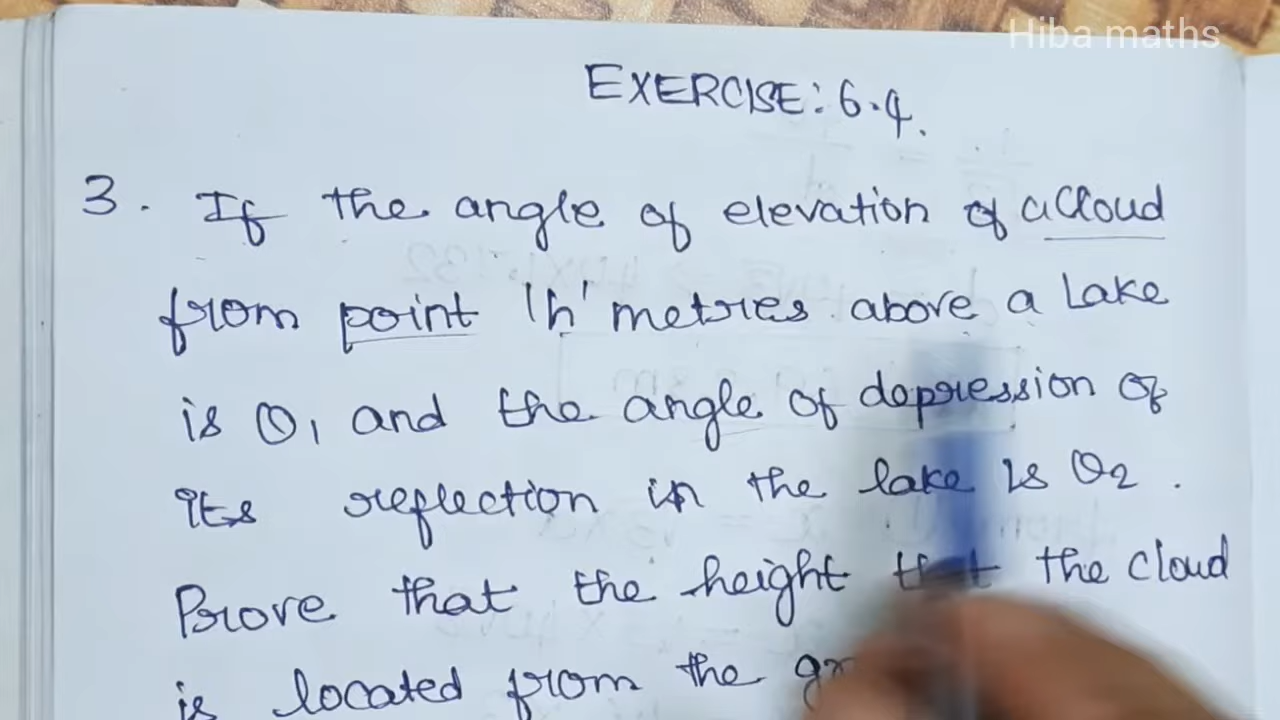 Hiba maths
EXERCISE: 6.4.
3. If the angle of elevation of a Cloud
from point 'h' metres above a Lake
is θ1 and the angle of depression of
its reflection in the lake is θ2.
Prove that the height the cloud
is located from the